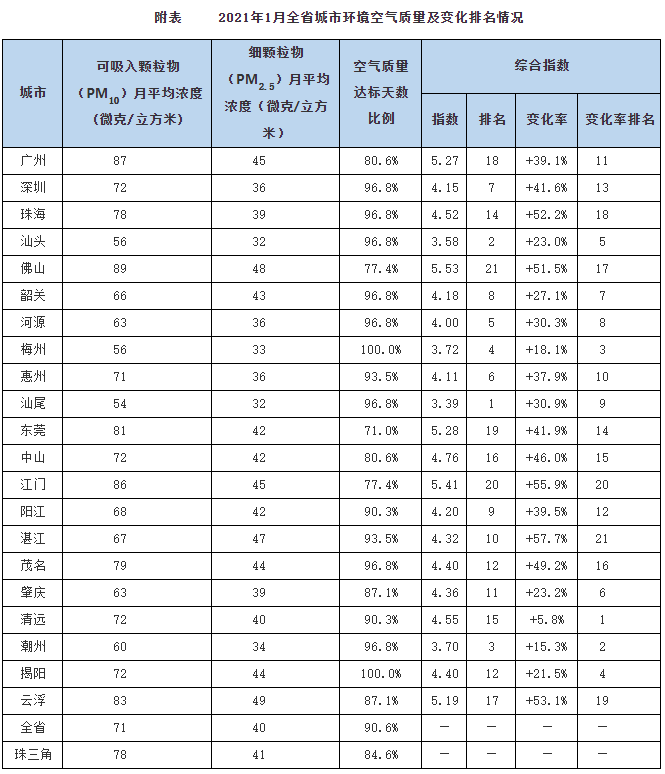 附表 2021年1月全省城市环境空气质量及变化排名情况
城市 可吸入颗粒物（PM10）月平均浓度（微克/立方米） 细颗粒物（PM2.5）月平均浓度（微克/立方米） 空气质量达标天数比例 综合指数
指数 排名 变化率 变化率排名
广州 87 45 80.6% 5.27 18 +39.1% 11
深圳 72 36 96.8% 4.15 7 +41.6% 13
珠海 78 39 96.8% 4.52 14 +52.2% 18
汕头 56 32 96.8% 3.58 2 +23.0% 5
佛山 89 48 77.4% 5.53 21 +51.5% 17
韶关 66 43 96.8% 4.18 8 +27.1% 7
河源 63 36 96.8% 4.00 5 +30.3% 8
梅州 56 33 100.0% 3.72 4 +18.1% 3
惠州 71 36 93.5% 4.11 6 +37.9% 10
汕尾 54 32 96.8% 3.39 1 +30.9% 9
东莞 81 42 71.0% 5.28 19 +41.9% 14
中山 72 42 80.6% 4.76 16 +46.0% 15
江门 86 45 77.4% 5.41 20 +55.9% 20
阳江 68 42 90.3% 4.20 9 +39.5% 12
湛江 67 47 93.5% 4.32 10 +57.7% 21
茂名 79 44 96.8% 4.40 12 +49.2% 16
肇庆 63 39 87.1% 4.36 11 +23.2% 6
清远 72 40 90.3% 4.55 15 +5.8% 1
潮州 60 34 96.8% 3.70 3 +15.3% 2
揭阳 72 44 100.0% 4.40 12 +21.5% 4
云浮 83 49 87.1% 5.19 17 +53.1% 19
全省 71 40 90.6% — — — —
珠三角 78 41 84.6% — — — —